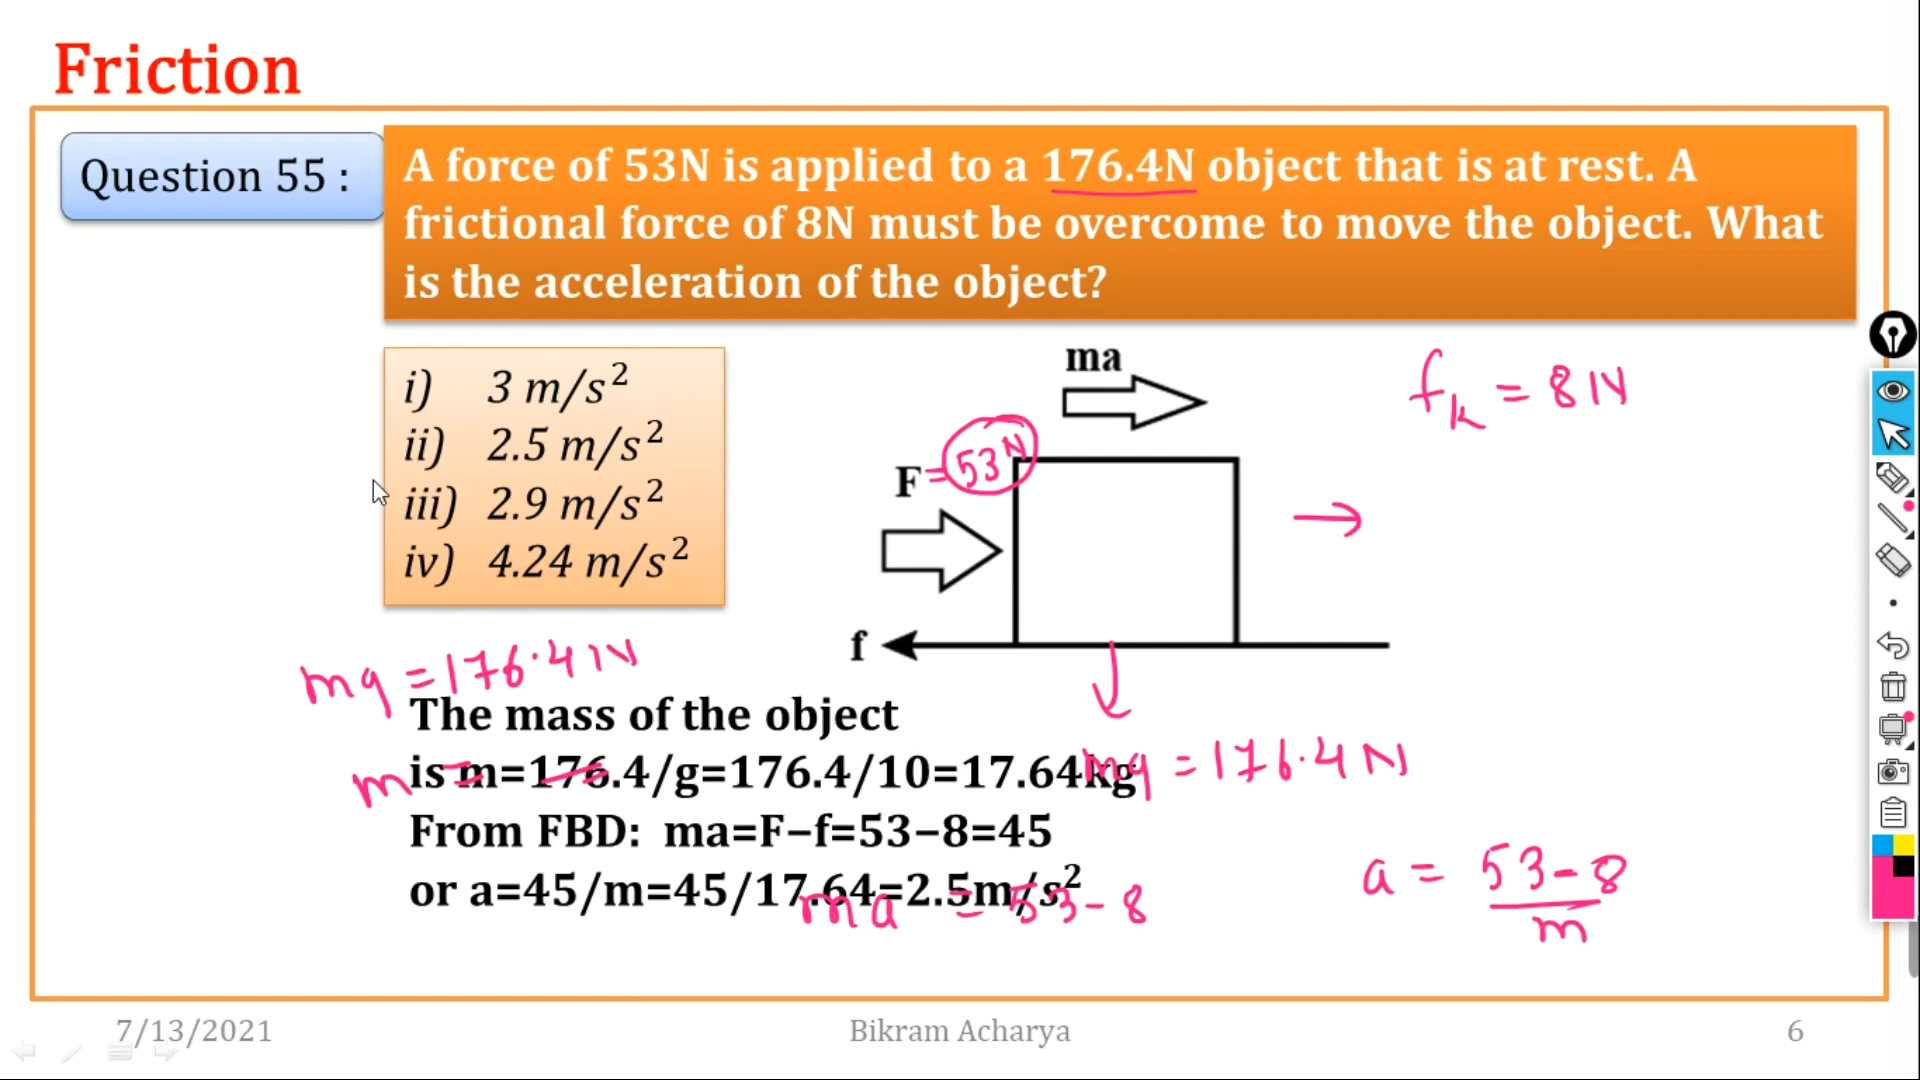 Friction
Question 55 :
A force of 53N is applied to a 176.4N object that is at rest. A
frictional force of 8N must be overcome to move the object. What
is the acceleration of the object?
i) 3 m/s²
ii) 2.5 m/s²
iii) 2.9 m/s²
iv) 4.24 m/s²
ma
F=53N
f
fk = 8N
mg = 176.4N
The mass of the object
is m=176.4/g=176.4/10=17.64kg
m =
mg = 176.4N
From FBD: ma=F−f=53−8=45
or a=45/m=45/17.64=2.5m/s²
ma = 53-8
a = 53-8
m
7/13/2021
Bikram Acharya
6